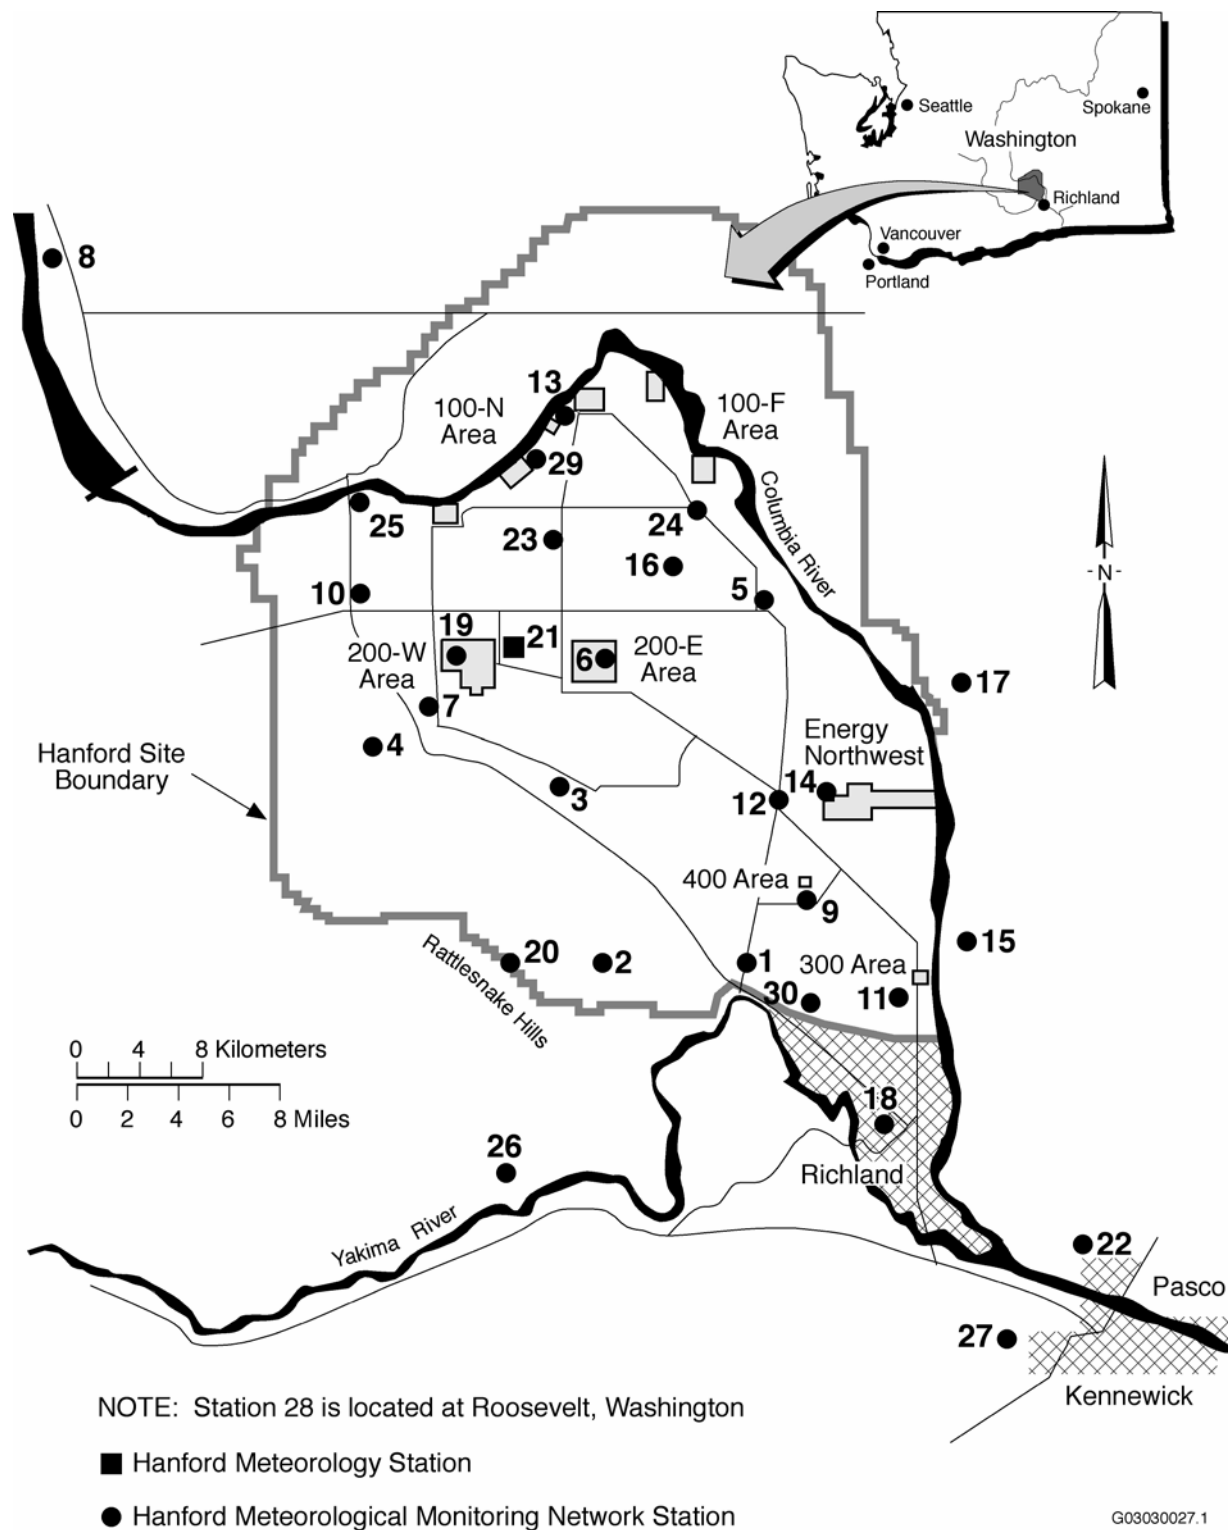 Seattle
Spokane
Washington
Richland
Vancouver
Portland
8
13
100-N
Area
100-F
Area
29
Columbia River
25
24
23
16
-N-
10
5
19
21
200-W
Area
6
200-E
Area
17
7
Energy
Northwest
4
Hanford Site
Boundary
14
3
12
400 Area
9
15
20
2
1
300 Area
Rattlesnake Hills
30
11
0 4 8 Kilometers
0 2 4 6 8 Miles
18
26
Richland
Yakima River
22
Pasco
27
Kennewick
NOTE: Station 28 is located at Roosevelt, Washington
Hanford Meteorology Station
Hanford Meteorological Monitoring Network Station
G03030027.1